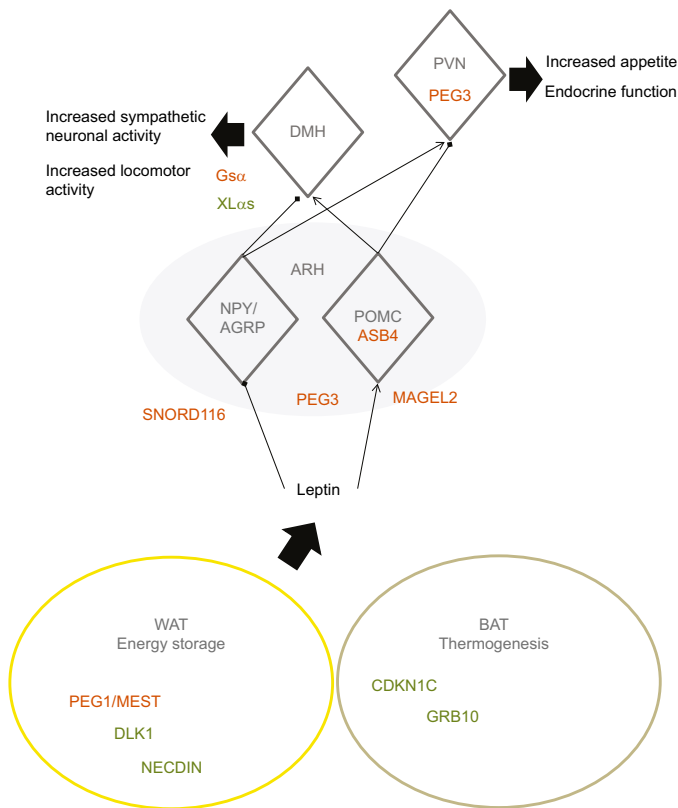 PVN
PEG3
Increased appetite
Endocrine function
Increased sympathetic
neuronal activity
Increased locomotor
activity
DMH
Gsα
XLαs
ARH
NPY/
AGRP
POMC
ASB4
SNORD116
PEG3
MAGEL2
Leptin
WAT
Energy storage
PEG1/MEST
DLK1
NECDIN
BAT
Thermogenesis
CDKN1C
GRB10